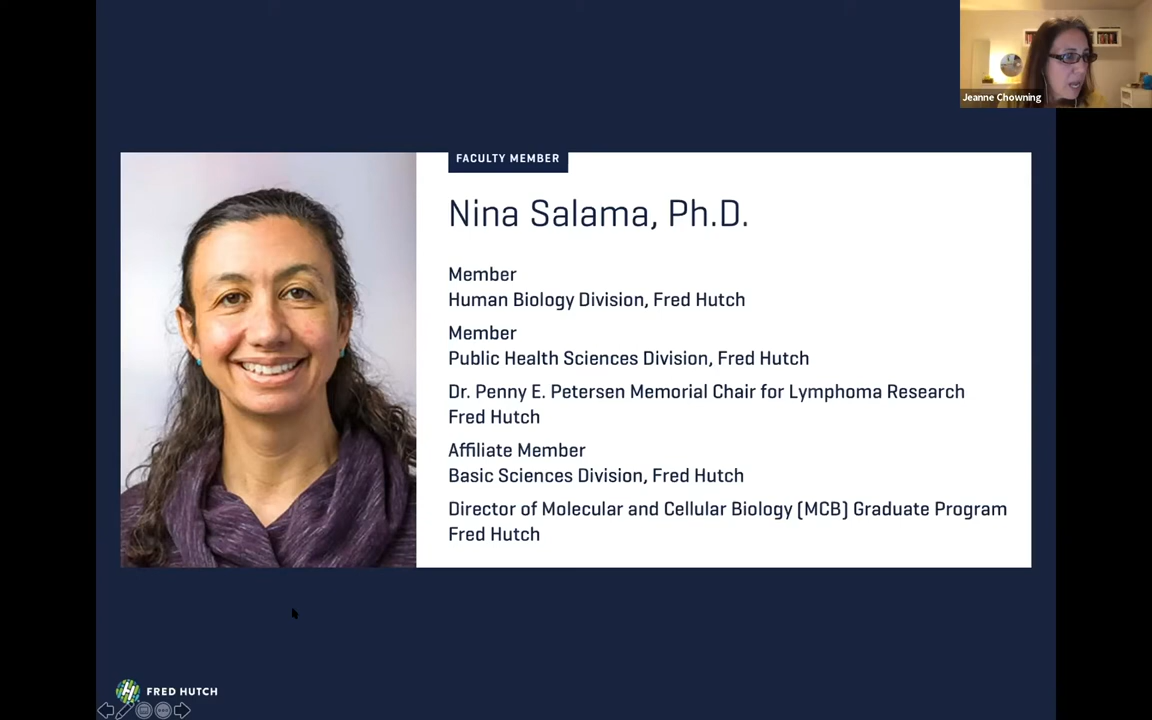 Jeanne Chowning
FACULTY MEMBER
Nina Salama, Ph.D.
Member
Human Biology Division, Fred Hutch
Member
Public Health Sciences Division, Fred Hutch
Dr. Penny E. Petersen Memorial Chair for Lymphoma Research
Fred Hutch
Affiliate Member
Basic Sciences Division, Fred Hutch
Director of Molecular and Cellular Biology (MCB) Graduate Program
Fred Hutch
FRED HUTCH